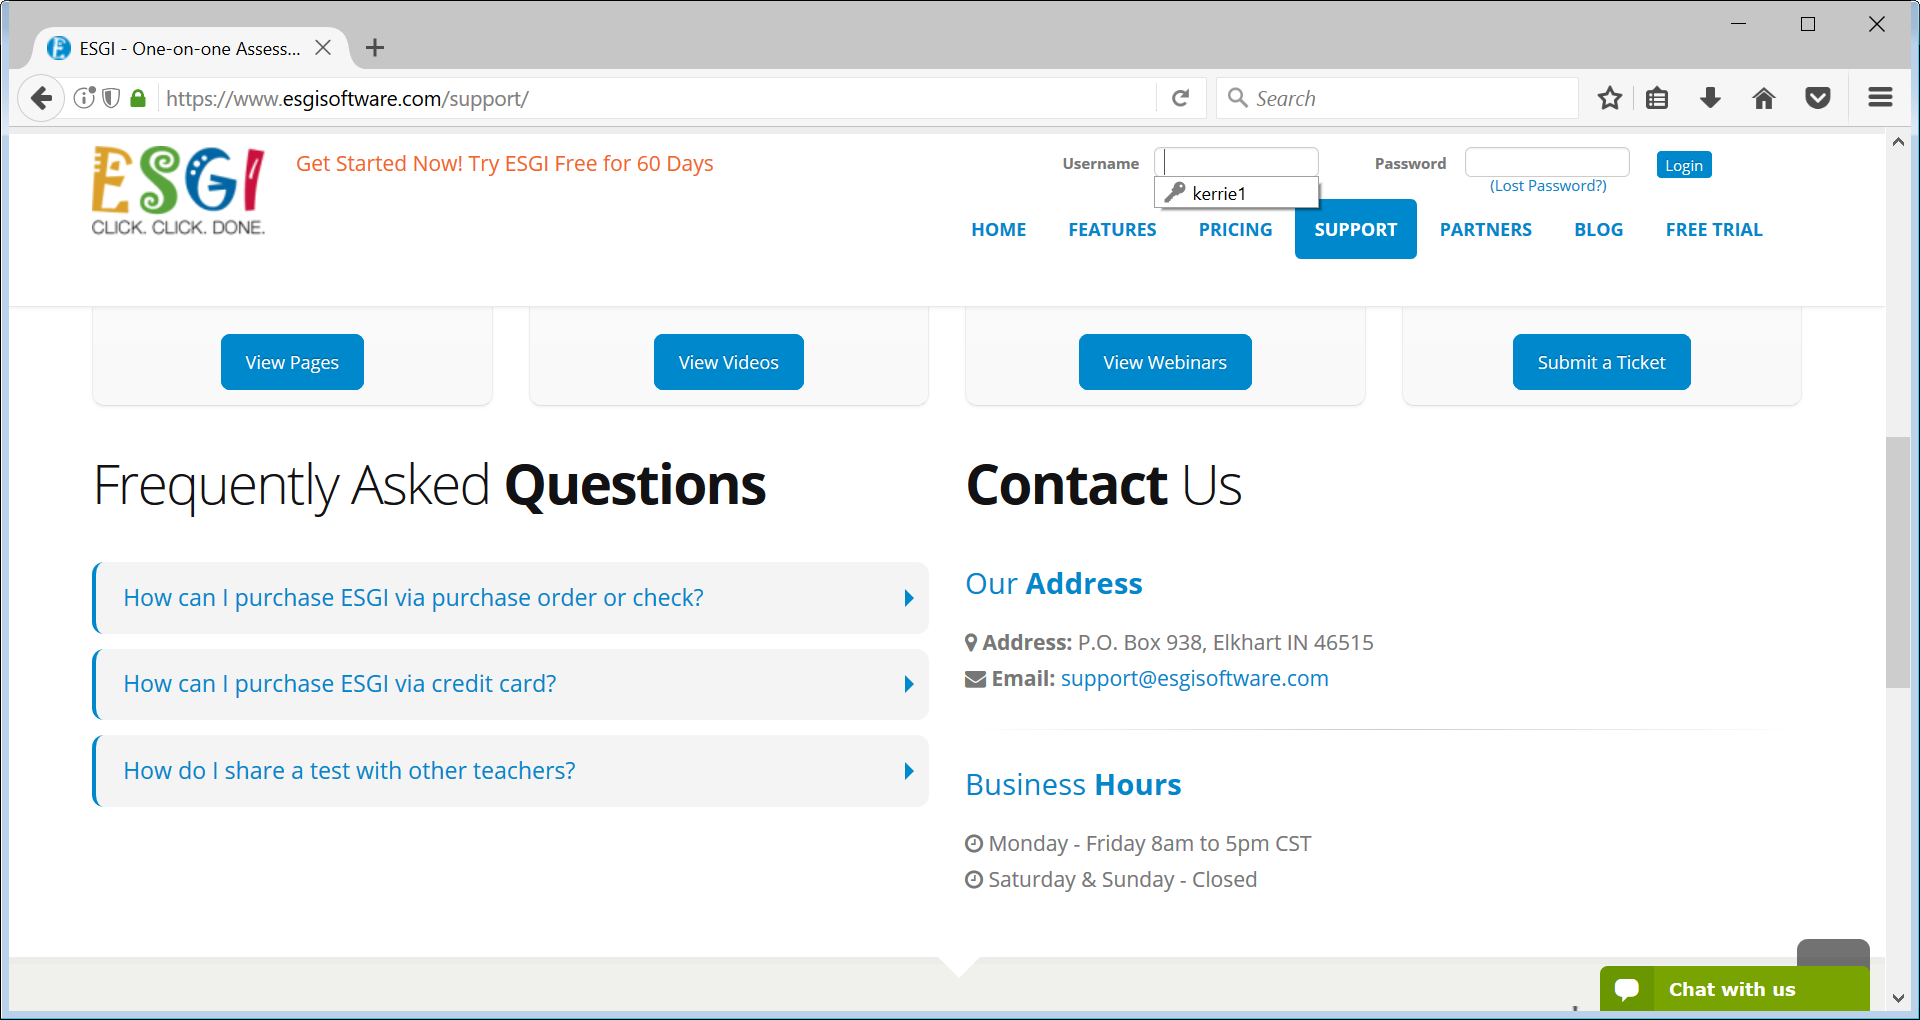 ESGI - One-on-one Assess...
https://www.esgisoftware.com/support/
Search
ESGI
CLICK. CLICK. DONE.
Get Started Now! Try ESGI Free for 60 Days
Username
Password
Login
kerrie1
(Lost Password?)
HOME FEATURES PRICING SUPPORT PARTNERS BLOG FREE TRIAL
View Pages
View Videos
View Webinars
Submit a Ticket
Frequently Asked Questions
How can I purchase ESGI via purchase order or check?
How can I purchase ESGI via credit card?
How do I share a test with other teachers?
Contact Us
Our Address
Address: P.O. Box 938, Elkhart IN 46515
Email: support@esgisoftware.com
Business Hours
Monday - Friday 8am to 5pm CST
Saturday & Sunday - Closed
Chat with us